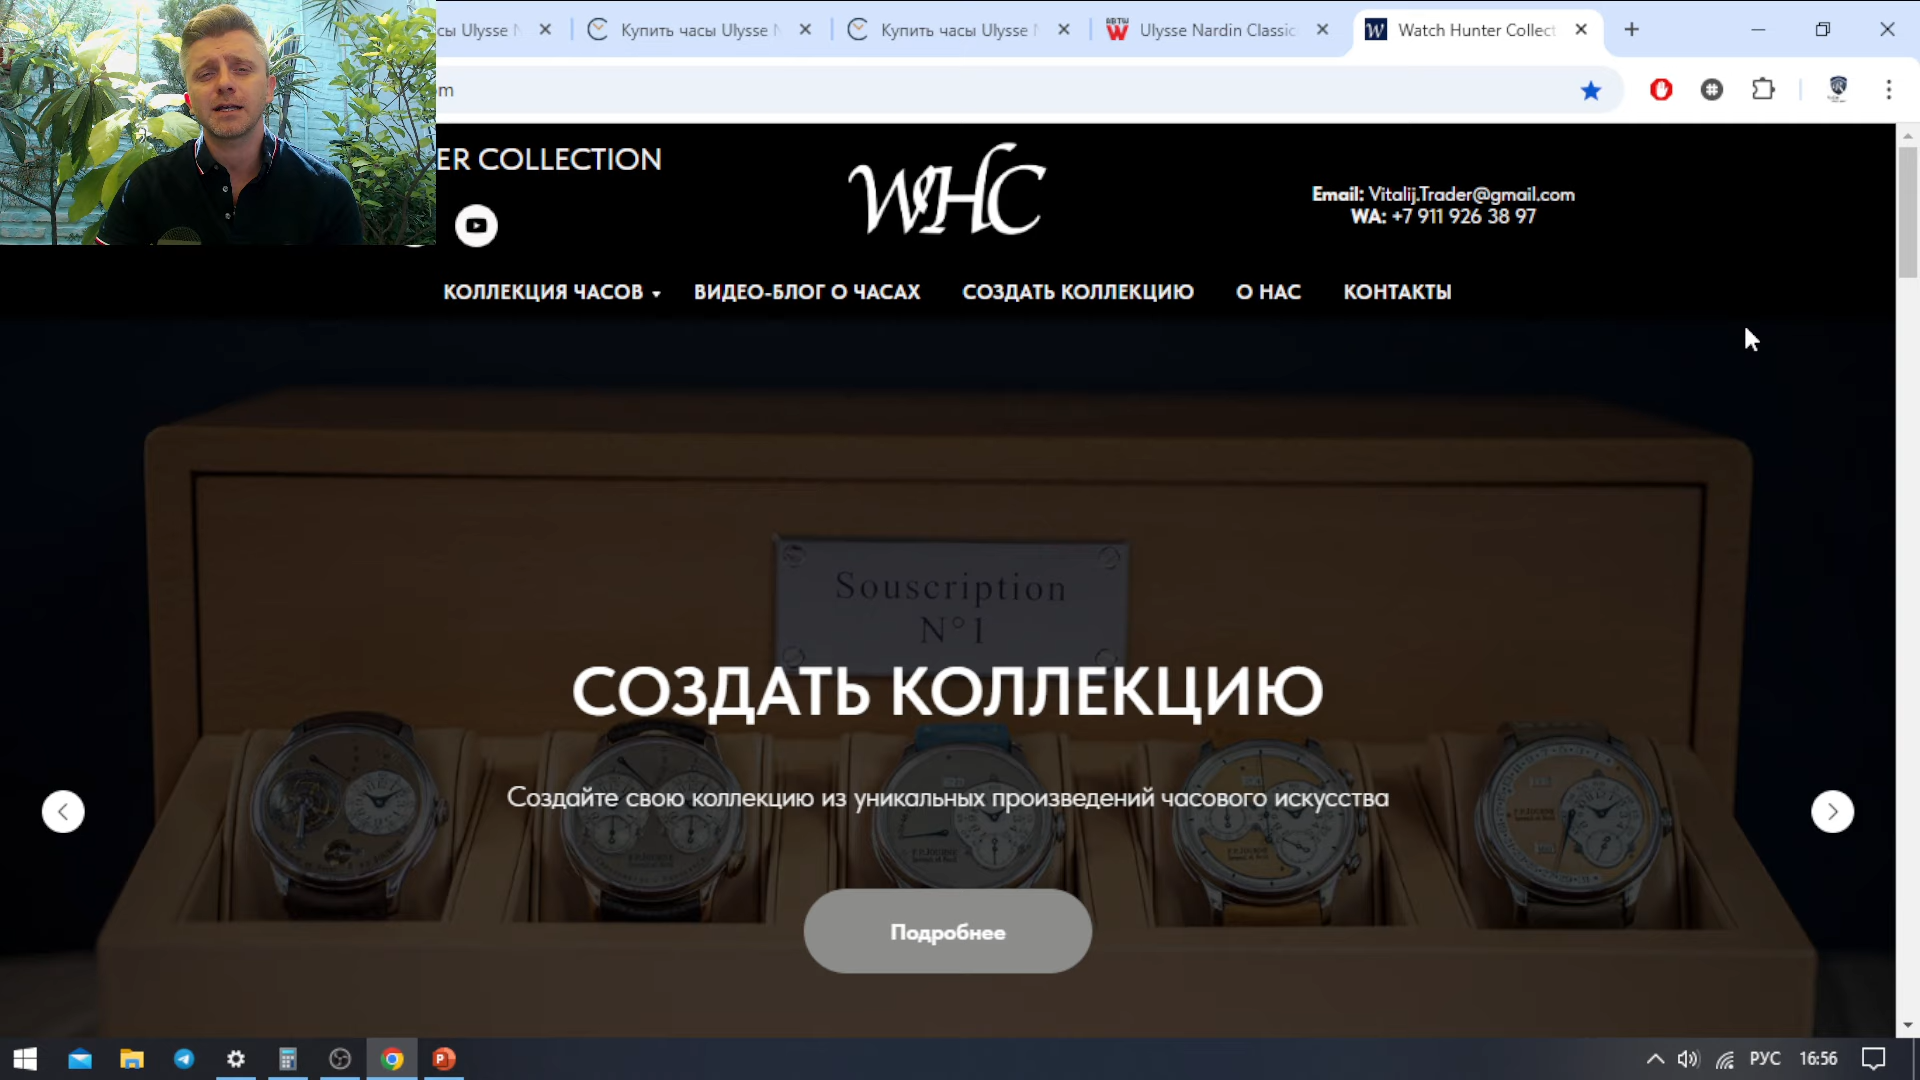 сы Ulysse N
Купить часы Ulysse N
Купить часы Ulysse N
ABTW
W
Ulysse Nardin Classic
W
Watch Hunter Collect
m
ER COLLECTION
WHC
Email: Vitalij.Trader@gmail.com
WA: +7 911 926 38 97
КОЛЛЕКЦИЯ ЧАСОВ
ВИДЕО-БЛОГ О ЧАСАХ
СОЗДАТЬ КОЛЛЕКЦИЮ
О НАС
КОНТАКТЫ
Souscription
N°1
СОЗДАТЬ КОЛЛЕКЦИЮ
Создайте свою коллекцию из уникальных произведений часового искусства
Подробнее
РУС
16:56